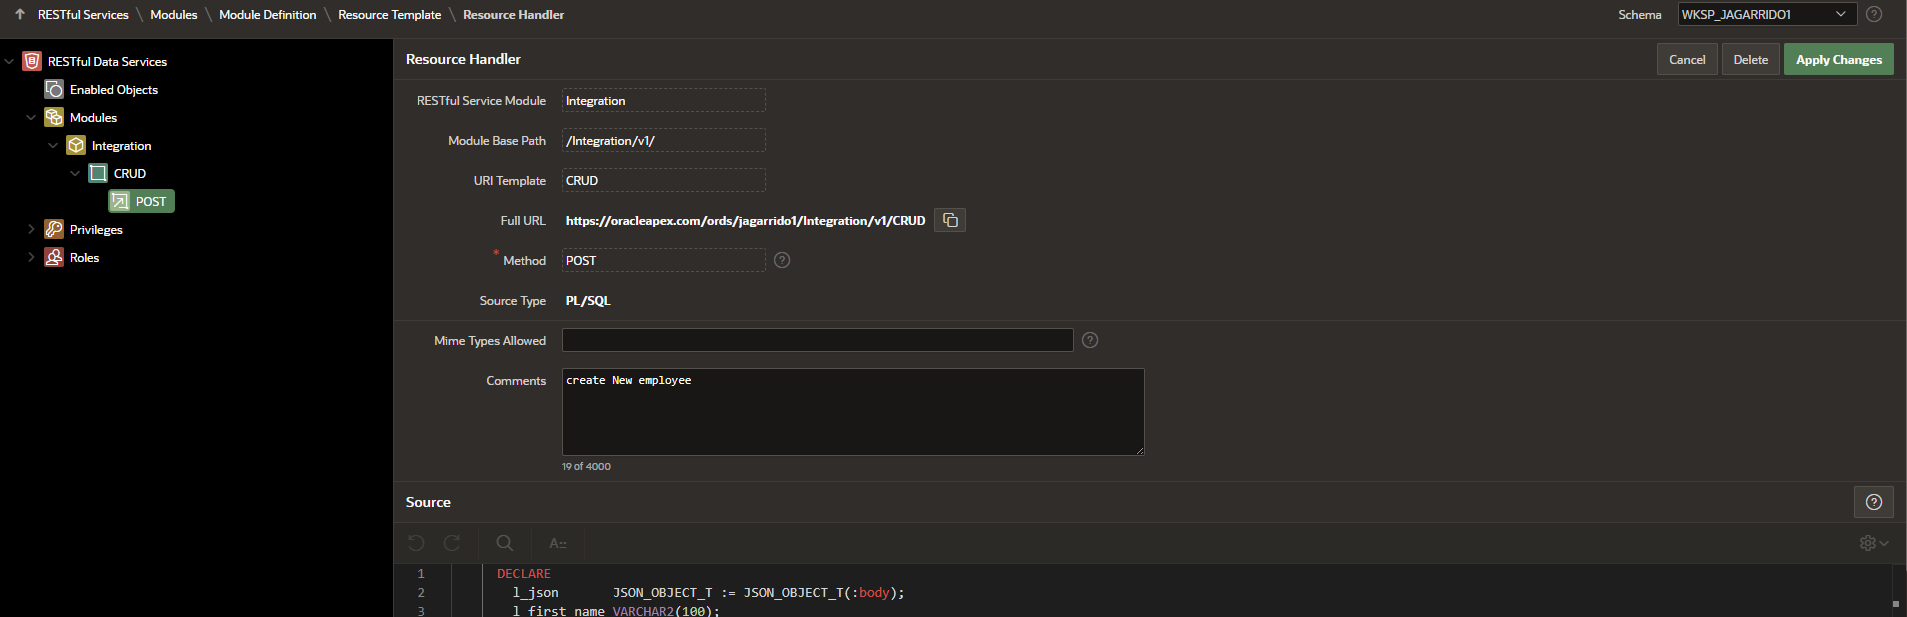 RESTful Services \ Modules \ Module Definition \ Resource Template \ Resource Handler
Schema WKSP_JAGARRIDO1
RESTful Data Services
Enabled Objects
Modules
Integration
CRUD
POST
Privileges
Roles
Resource Handler
Cancel Delete Apply Changes
RESTful Service Module Integration
Module Base Path /Integration/v1/
URI Template CRUD
Full URL https://oracleapex.com/ords/jagarrido1/Integration/v1/CRUD
* Method POST
Source Type PL/SQL
Mime Types Allowed
Comments create New employee
19 of 4000
Source
1 DECLARE
2 l_json JSON_OBJECT_T := JSON_OBJECT_T(:body);
3 l_first_name VARCHAR2(100);